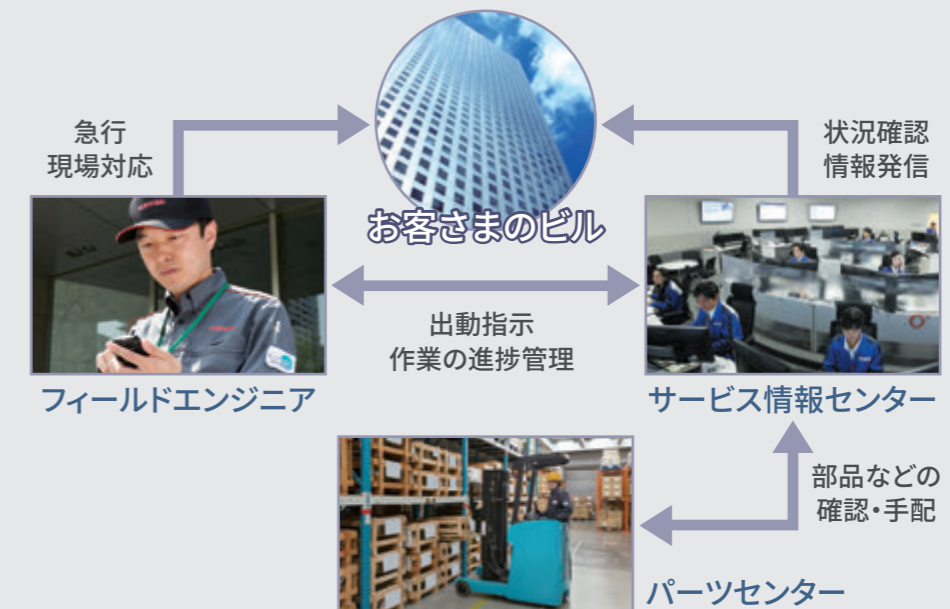 急行
現場対応
状況確認
情報発信
お客さまのビル
出動指示
作業の進捗管理
フィールドエンジニア
サービス情報センター
部品などの
確認・手配
パーツセンター